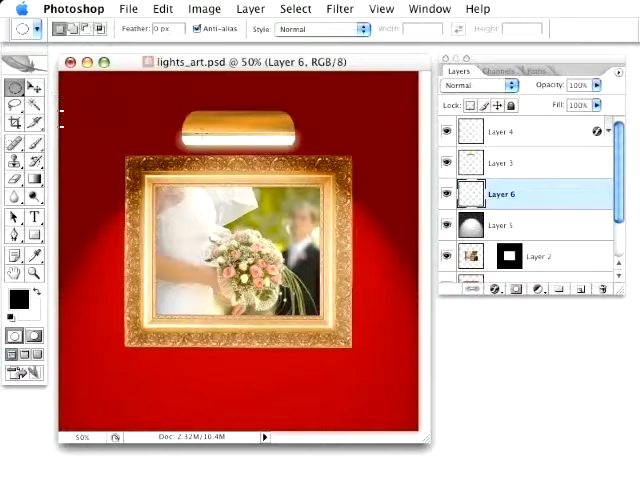 Photoshop File Edit Image Layer Select Filter View Window Help
Feather: 0 px Anti-alias Style: Normal Width: Height:
lights_art.psd @ 50% (Layer 6, RGB/8)
Layers Channels Paths
Normal Opacity: 100%
Lock: Fill: 100%
Layer 4
Layer 3
Layer 6
Layer 5
Layer 2
T
50% Doc: 2.32M/10.4M